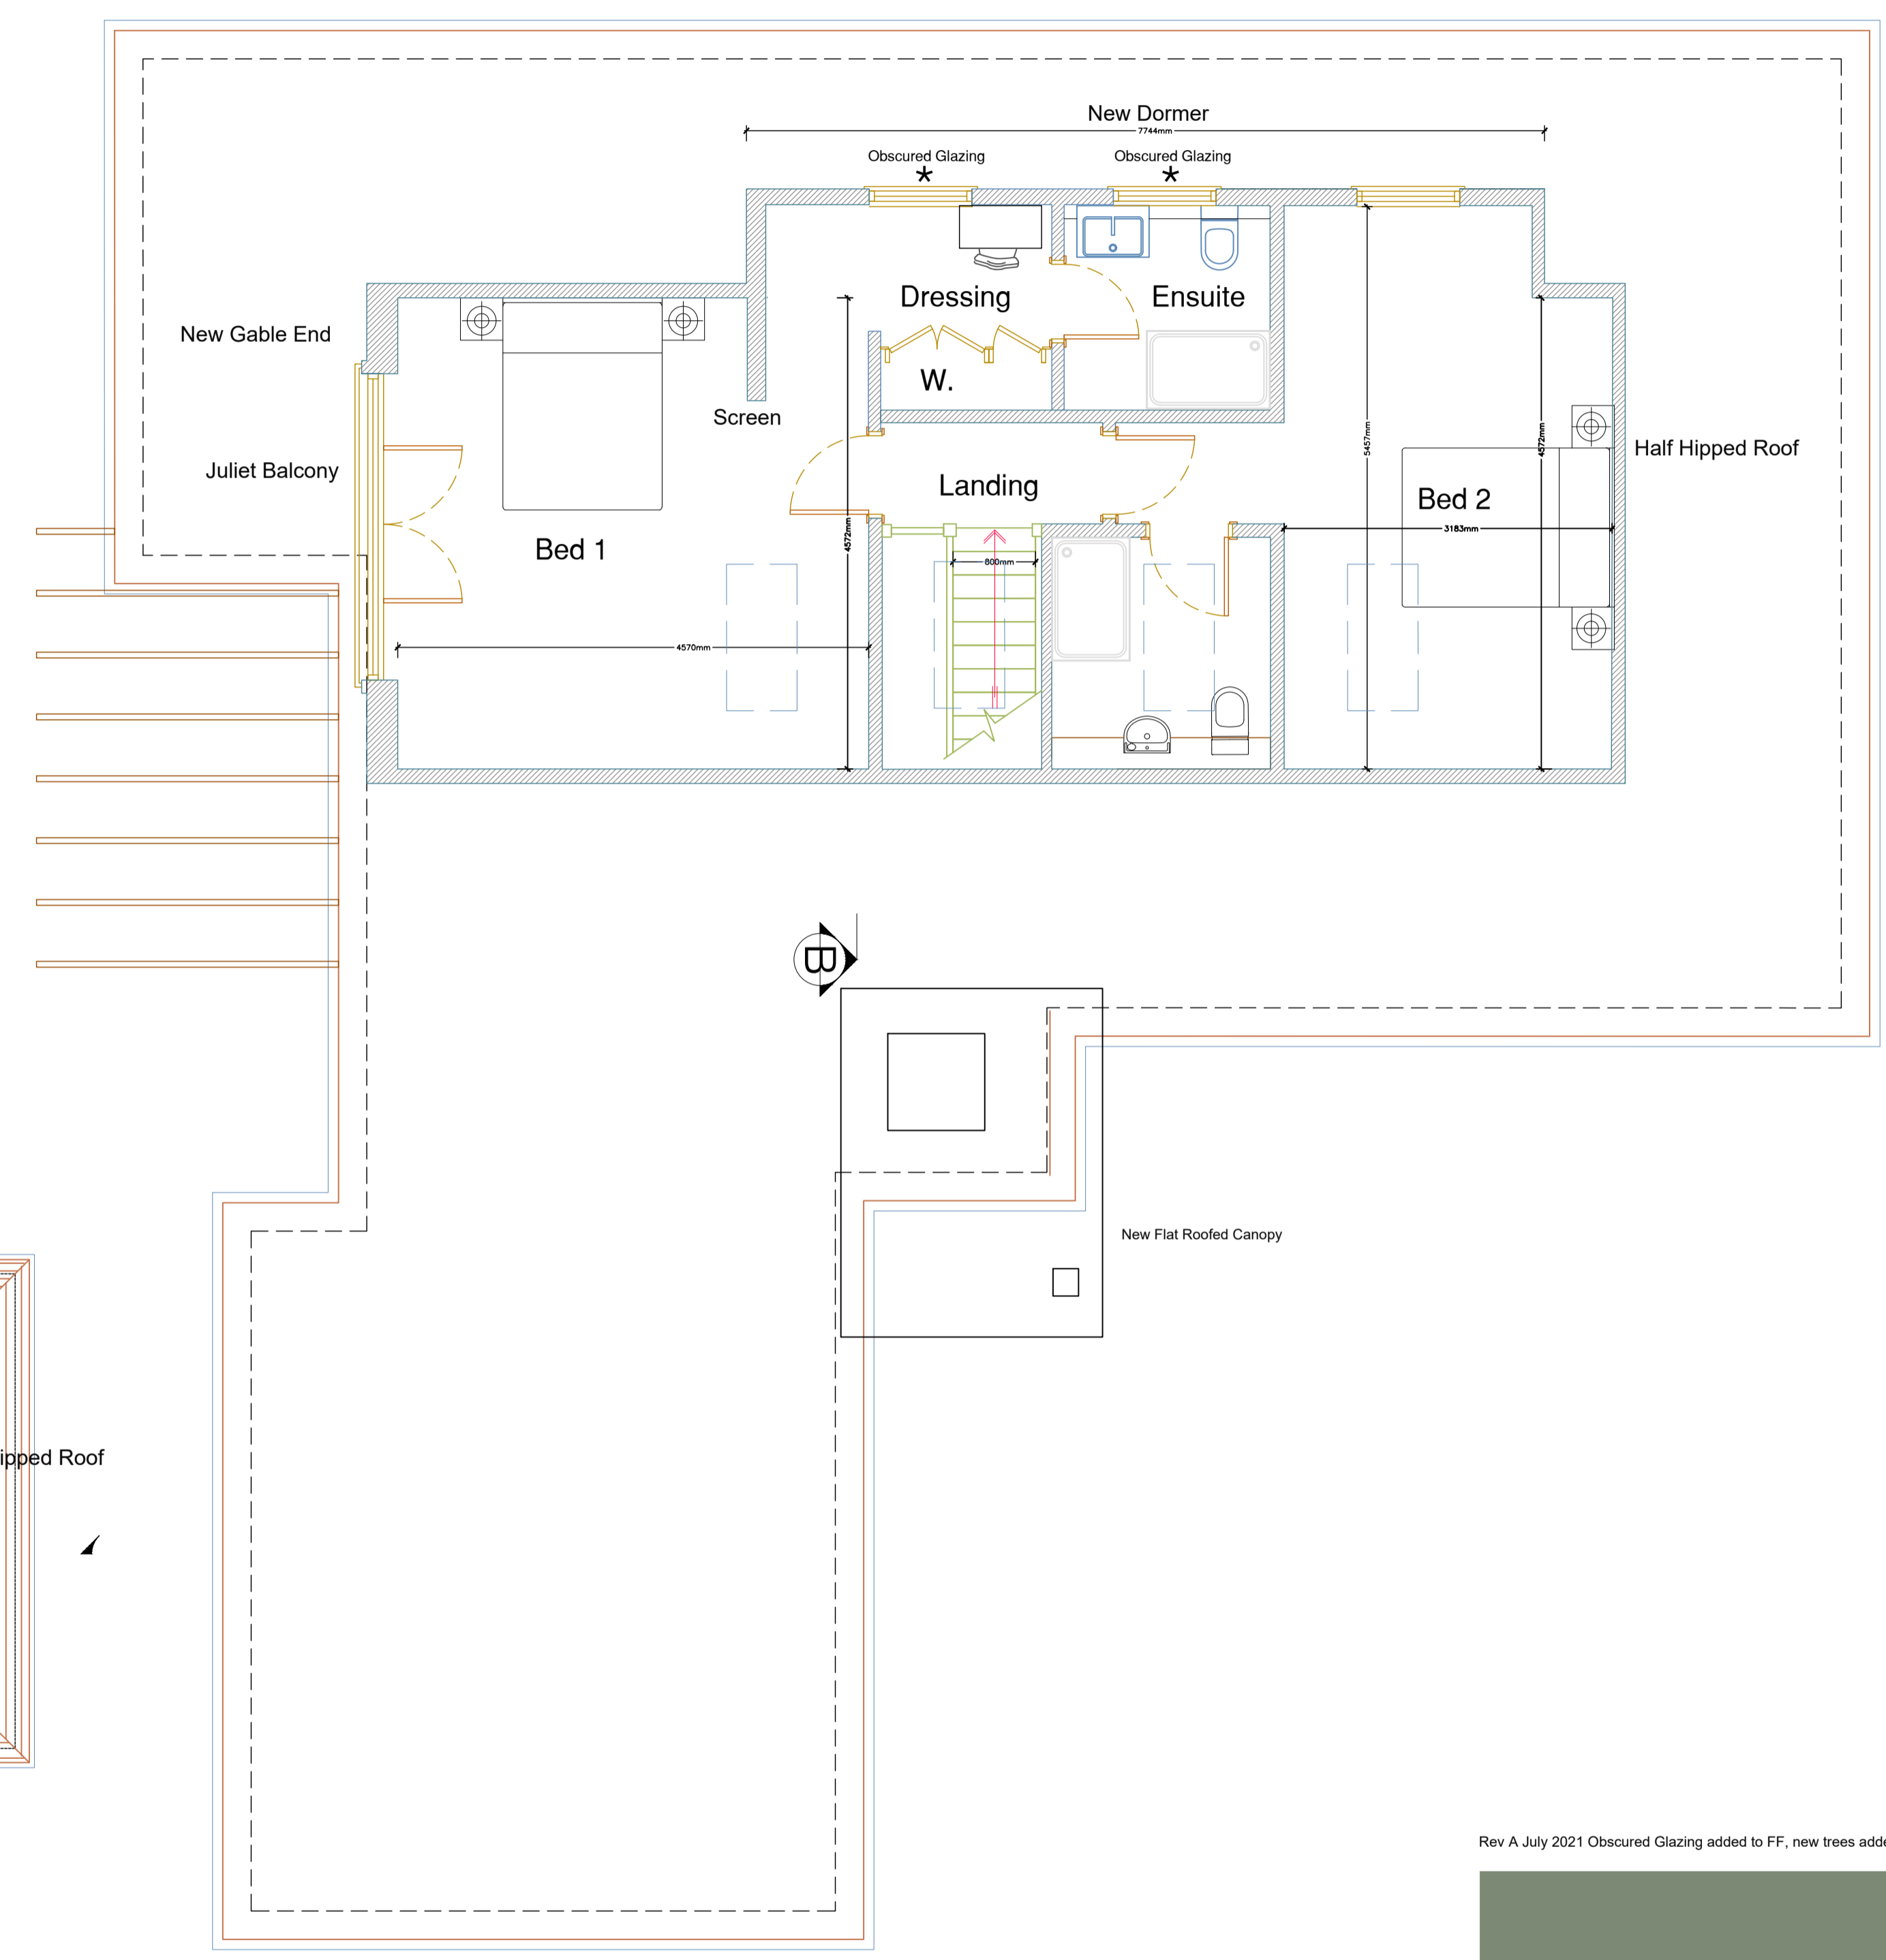 New Dormer
7744mm
Obscured Glazing
*
Obscured Glazing
*
Dressing
Ensuite
New Gable End
W.
Screen
Half Hipped Roof
5457mm
4572mm
Juliet Balcony
Landing
Bed 2
3183mm
Bed 1
4572mm
800mm
4570mm
B
New Flat Roofed Canopy
ipped Roof
Rev A July 2021 Obscured Glazing added to FF, new trees adde